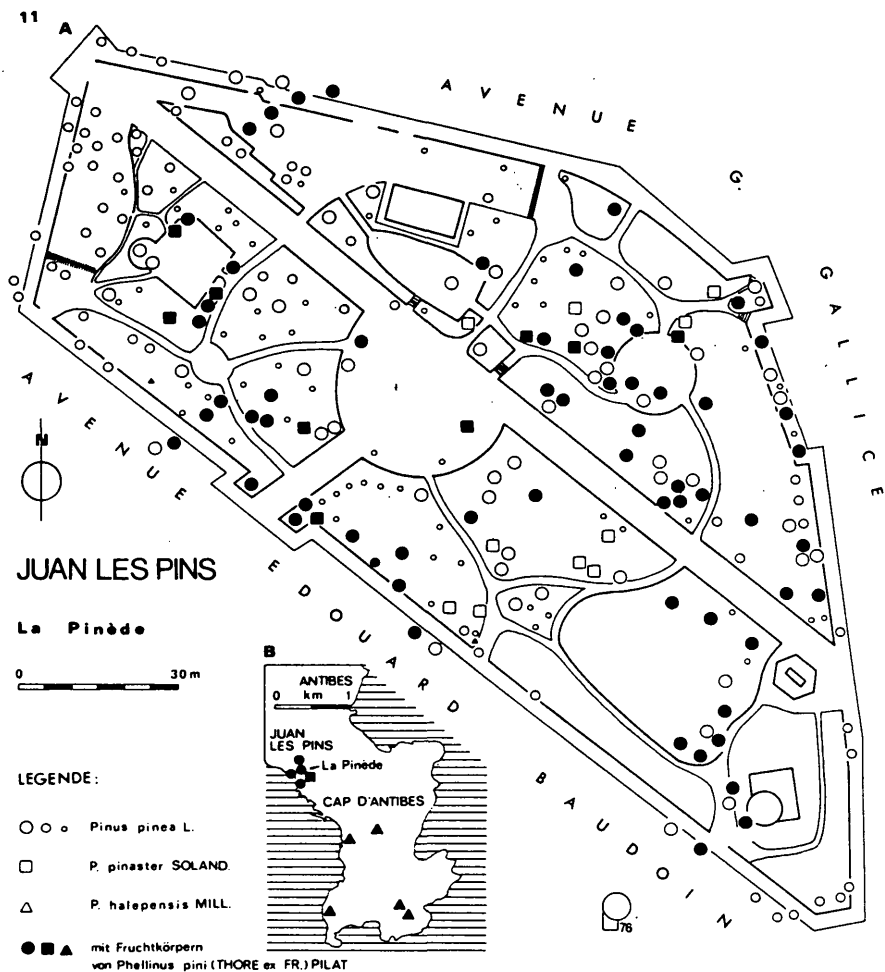 11
A
AVENUE G. GALLICE
AVENUE EDOUARD BAUDOIN
N
JUAN LES PINS
La Pinède
0 30 m
B
ANTIBES
0 km 1
JUAN
LES PINS
La Pinède
CAP D'ANTIBES
LEGENDE:
Pinus pinea L.
P. pinaster SOLAND.
P. halepensis MILL.
mit Fruchtkörpern
von Phellinus pini (THORE ex FR.) PILAT
76